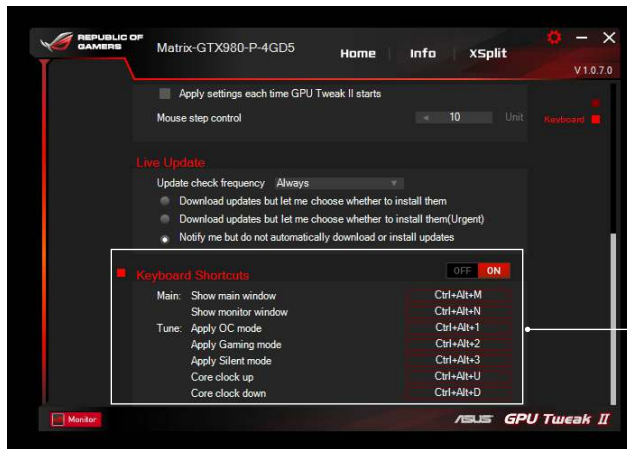 REPUBLIC OF
GAMERS
Matrix-GTX980-P-4GD5
Home
Info
XSplit
V 1.0.7.0
Apply settings each time GPU Tweak II starts
Mouse step control 10 Unit
Keyboard
Live Update
Update check frequency Always
Download updates but let me choose whether to install them
Download updates but let me choose whether to install them(Urgent)
Notify me but do not automatically download or install updates
Keyboard Shortcuts OFF ON
Main: Show main window Ctrl+Alt+M
Show monitor window Ctrl+Alt+N
Tune: Apply OC mode Ctrl+Alt+1
Apply Gaming mode Ctrl+Alt+2
Apply Silent mode Ctrl+Alt+3
Core clock up Ctrl+Alt+U
Core clock down Ctrl+Alt+D
Monitor
ASUS GPU Tweak II